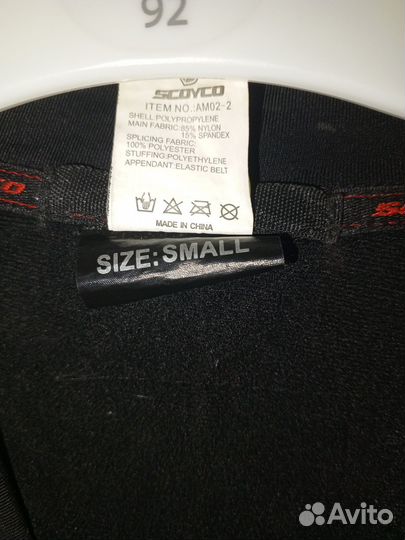 92
SCOYCO
ITEM NO.:AM02-2
SHELL:POLYPROPYLENE
MAIN FABRIC: 85% NYLON
15% SPANDEX
SPLICING FABRIC:
100% POLYESTER
STUFFING:POLYETHYLENE
APPENDANT:ELASTIC BELT
MADE IN CHINA
SIZE:SMALL
Avito